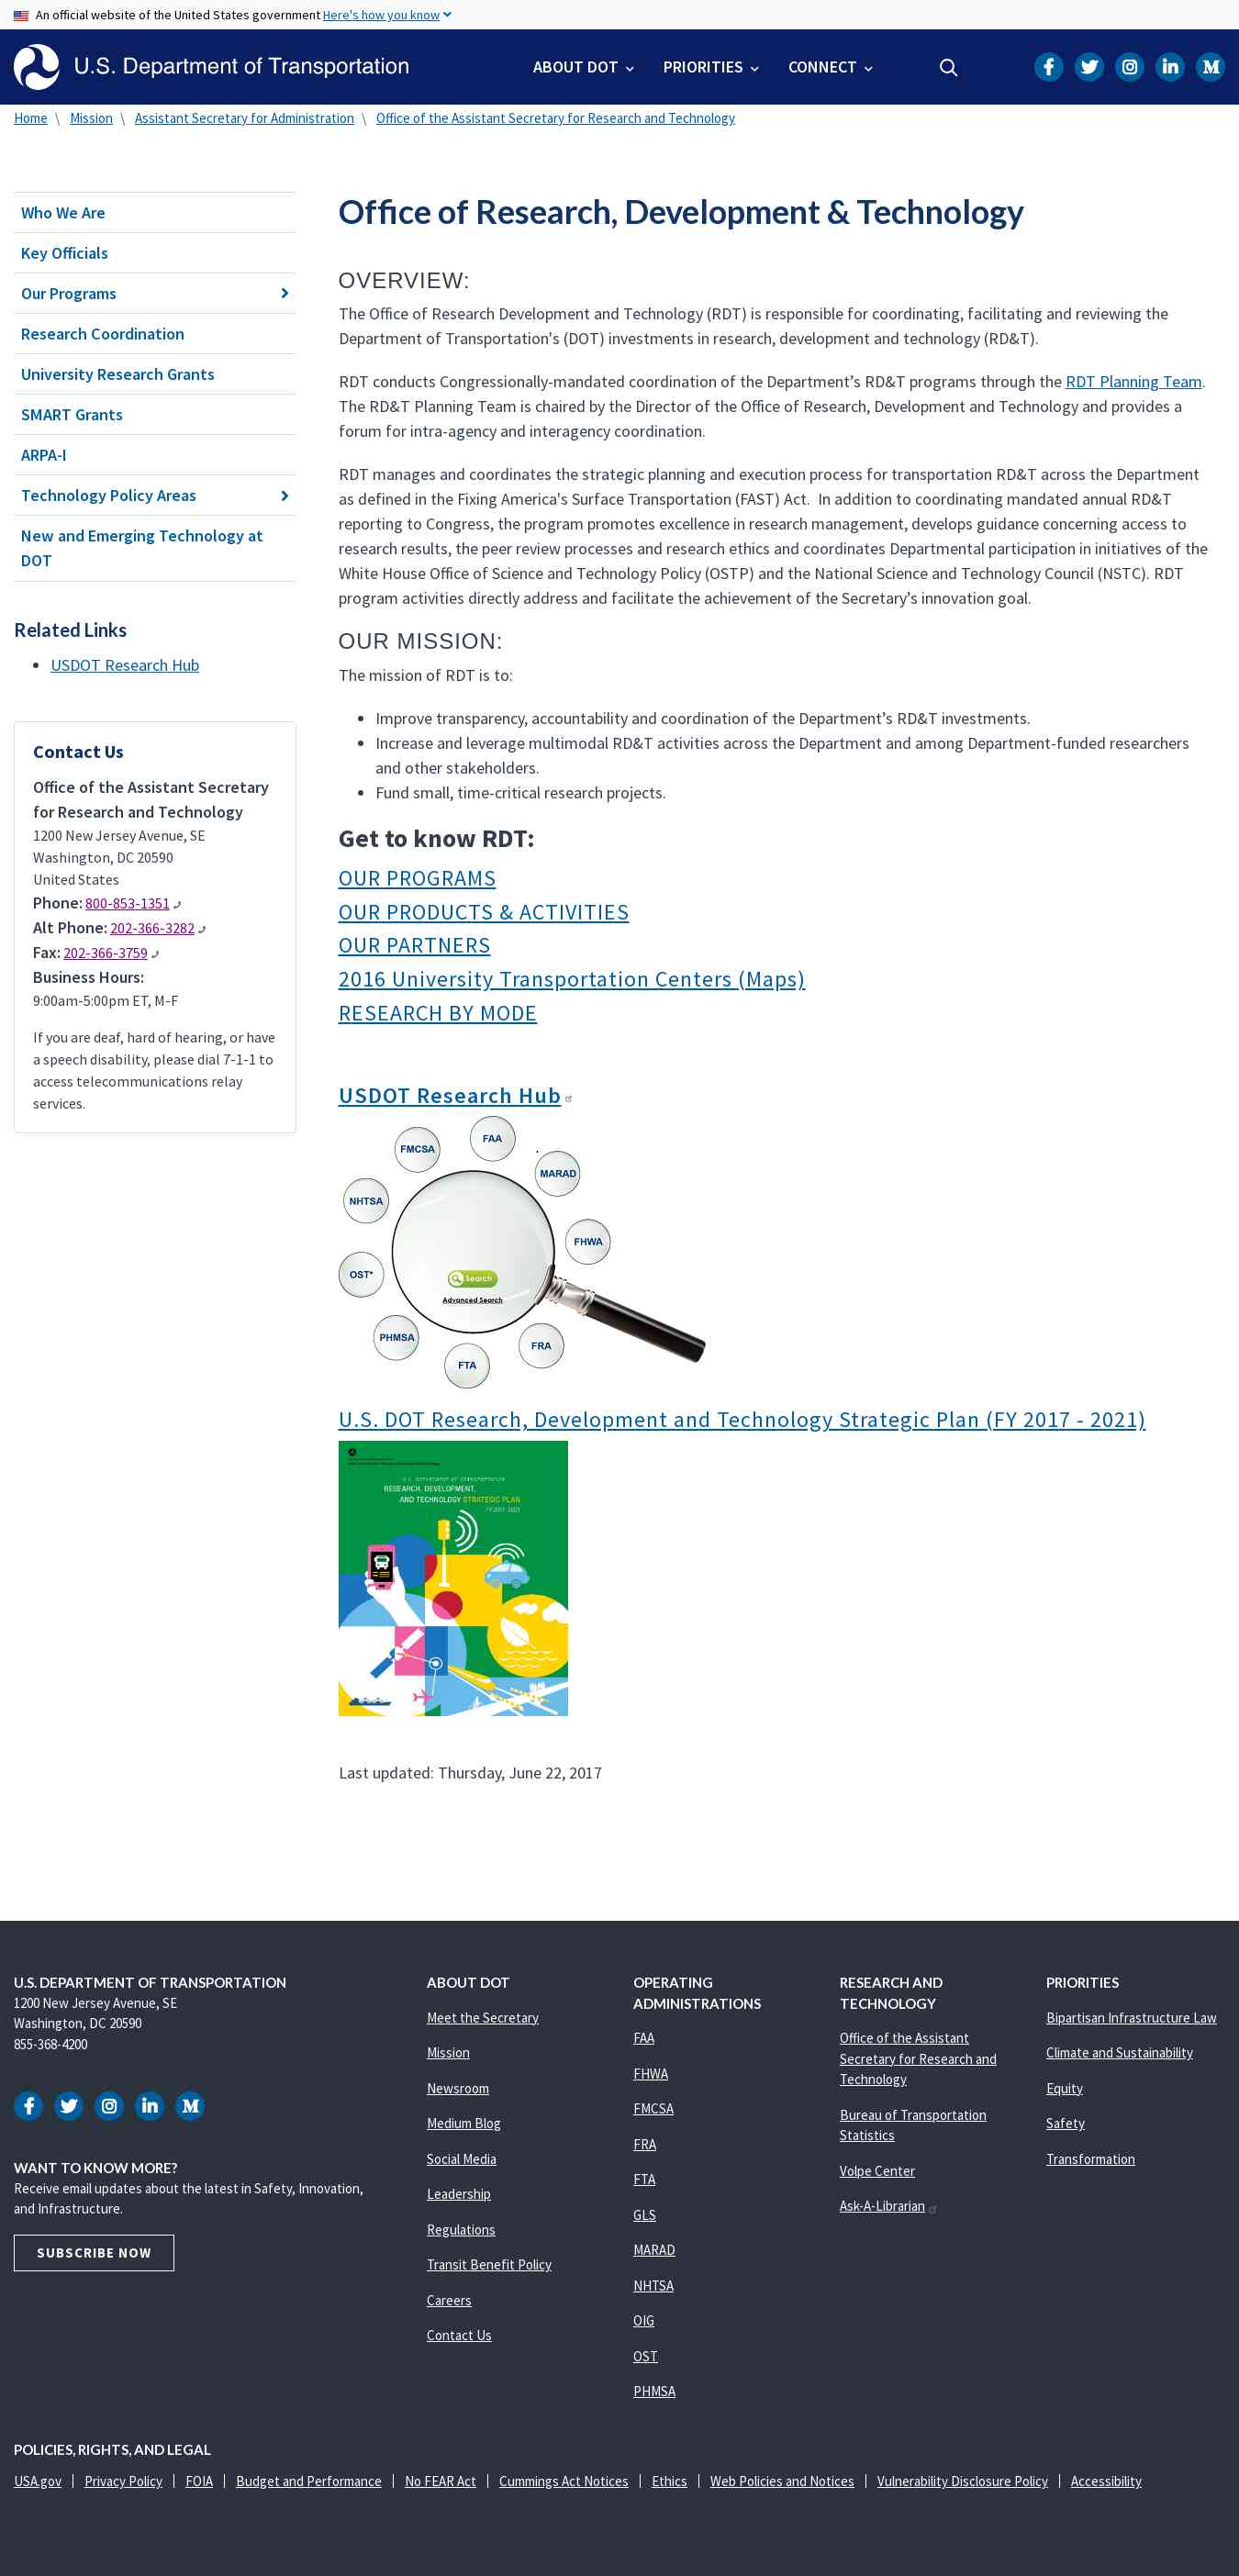 An official website of the United States government Here's how you know
U.S. Department of Transportation
ABOUT DOT PRIORITIES CONNECT
Home \ Mission \ Assistant Secretary for Administration \ Office of the Assistant Secretary for Research and Technology
Who We Are
Key Officials
Our Programs
Research Coordination
University Research Grants
SMART Grants
ARPA-I
Technology Policy Areas
New and Emerging Technology at
DOT
Related Links
USDOT Research Hub
Contact Us
Office of the Assistant Secretary
for Research and Technology
1200 New Jersey Avenue, SE
Washington, DC 20590
United States
Phone: 800-853-1351
Alt Phone: 202-366-3282
Fax: 202-366-3759
Business Hours:
9:00am-5:00pm ET, M-F
If you are deaf, hard of hearing, or have
a speech disability, please dial 7-1-1 to
access telecommunications relay
services.
Office of Research, Development & Technology
OVERVIEW:
The Office of Research Development and Technology (RDT) is responsible for coordinating, facilitating and reviewing the
Department of Transportation's (DOT) investments in research, development and technology (RD&T).
RDT conducts Congressionally-mandated coordination of the Department’s RD&T programs through the RDT Planning Team.
The RD&T Planning Team is chaired by the Director of the Office of Research, Development and Technology and provides a
forum for intra-agency and interagency coordination.
RDT manages and coordinates the strategic planning and execution process for transportation RD&T across the Department
as defined in the Fixing America's Surface Transportation (FAST) Act.  In addition to coordinating mandated annual RD&T
reporting to Congress, the program promotes excellence in research management, develops guidance concerning access to
research results, the peer review processes and research ethics and coordinates Departmental participation in initiatives of the
White House Office of Science and Technology Policy (OSTP) and the National Science and Technology Council (NSTC). RDT
program activities directly address and facilitate the achievement of the Secretary’s innovation goal.
OUR MISSION:
The mission of RDT is to:
Improve transparency, accountability and coordination of the Department’s RD&T investments.
Increase and leverage multimodal RD&T activities across the Department and among Department-funded researchers
and other stakeholders.
Fund small, time-critical research projects.
Get to know RDT:
OUR PROGRAMS
OUR PRODUCTS & ACTIVITIES
OUR PARTNERS
2016 University Transportation Centers (Maps)
RESEARCH BY MODE
USDOT Research Hub
FAA
FMCSA
MARAD
NHTSA
FHWA
OST*
Search
Advanced Search
PHMSA
FRA
FTA
U.S. DOT Research, Development and Technology Strategic Plan (FY 2017 - 2021)
U.S. DEPARTMENT OF TRANSPORTATION
RESEARCH, DEVELOPMENT,
AND TECHNOLOGY STRATEGIC PLAN
FY 2017-2021
Last updated: Thursday, June 22, 2017
U.S. DEPARTMENT OF TRANSPORTATION
1200 New Jersey Avenue, SE
Washington, DC 20590
855-368-4200
WANT TO KNOW MORE?
Receive email updates about the latest in Safety, Innovation,
and Infrastructure.
SUBSCRIBE NOW
ABOUT DOT
Meet the Secretary
Mission
Newsroom
Medium Blog
Social Media
Leadership
Regulations
Transit Benefit Policy
Careers
Contact Us
OPERATING
ADMINISTRATIONS
FAA
FHWA
FMCSA
FRA
FTA
GLS
MARAD
NHTSA
OIG
OST
PHMSA
RESEARCH AND
TECHNOLOGY
Office of the Assistant
Secretary for Research and
Technology
Bureau of Transportation
Statistics
Volpe Center
Ask-A-Librarian
PRIORITIES
Bipartisan Infrastructure Law
Climate and Sustainability
Equity
Safety
Transformation
POLICIES, RIGHTS, AND LEGAL
USA.gov | Privacy Policy | FOIA | Budget and Performance | No FEAR Act | Cummings Act Notices | Ethics | Web Policies and Notices | Vulnerability Disclosure Policy | Accessibility